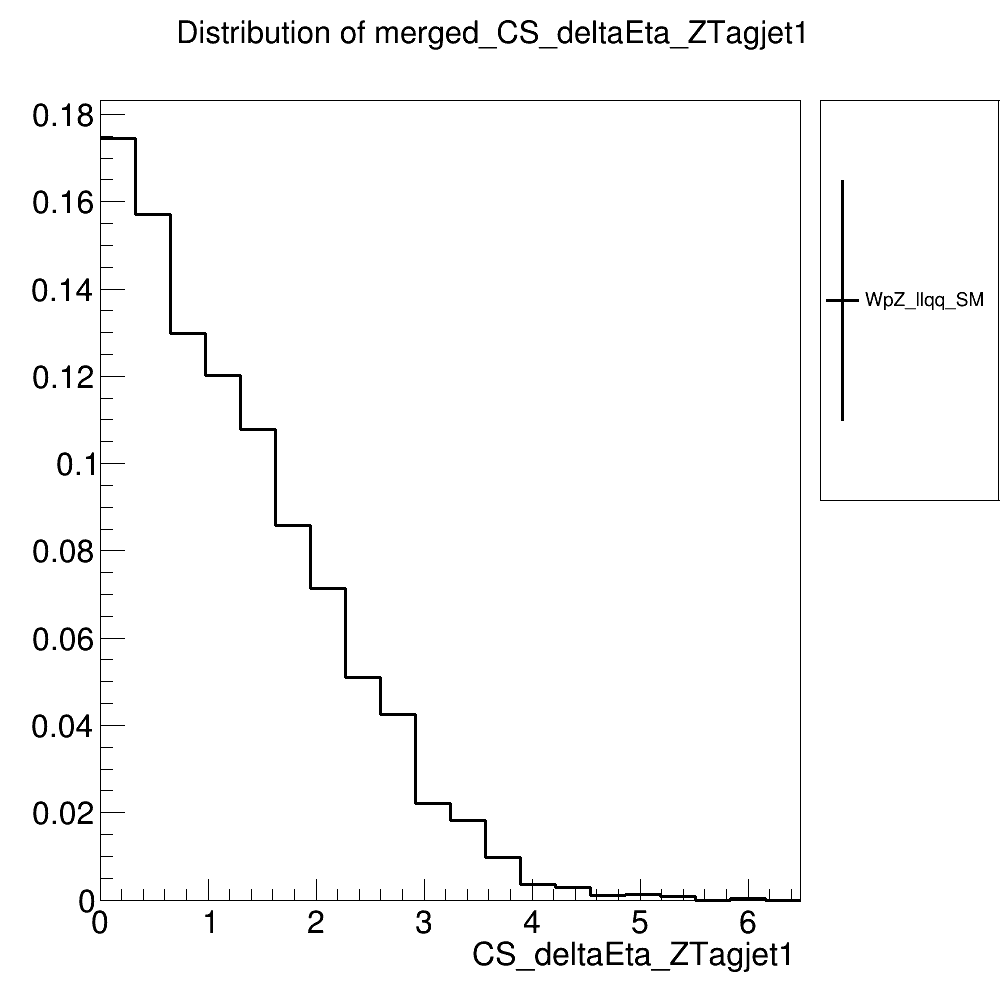 Distribution of merged_CS_deltaEta_ZTagjet1
0.18
0.16
0.14
0.12
0.1
0.08
0.06
0.04
0.02
0
0 1 2 3 4 5 6
CS_deltaEta_ZTagjet1
WpZ_llqq_SM